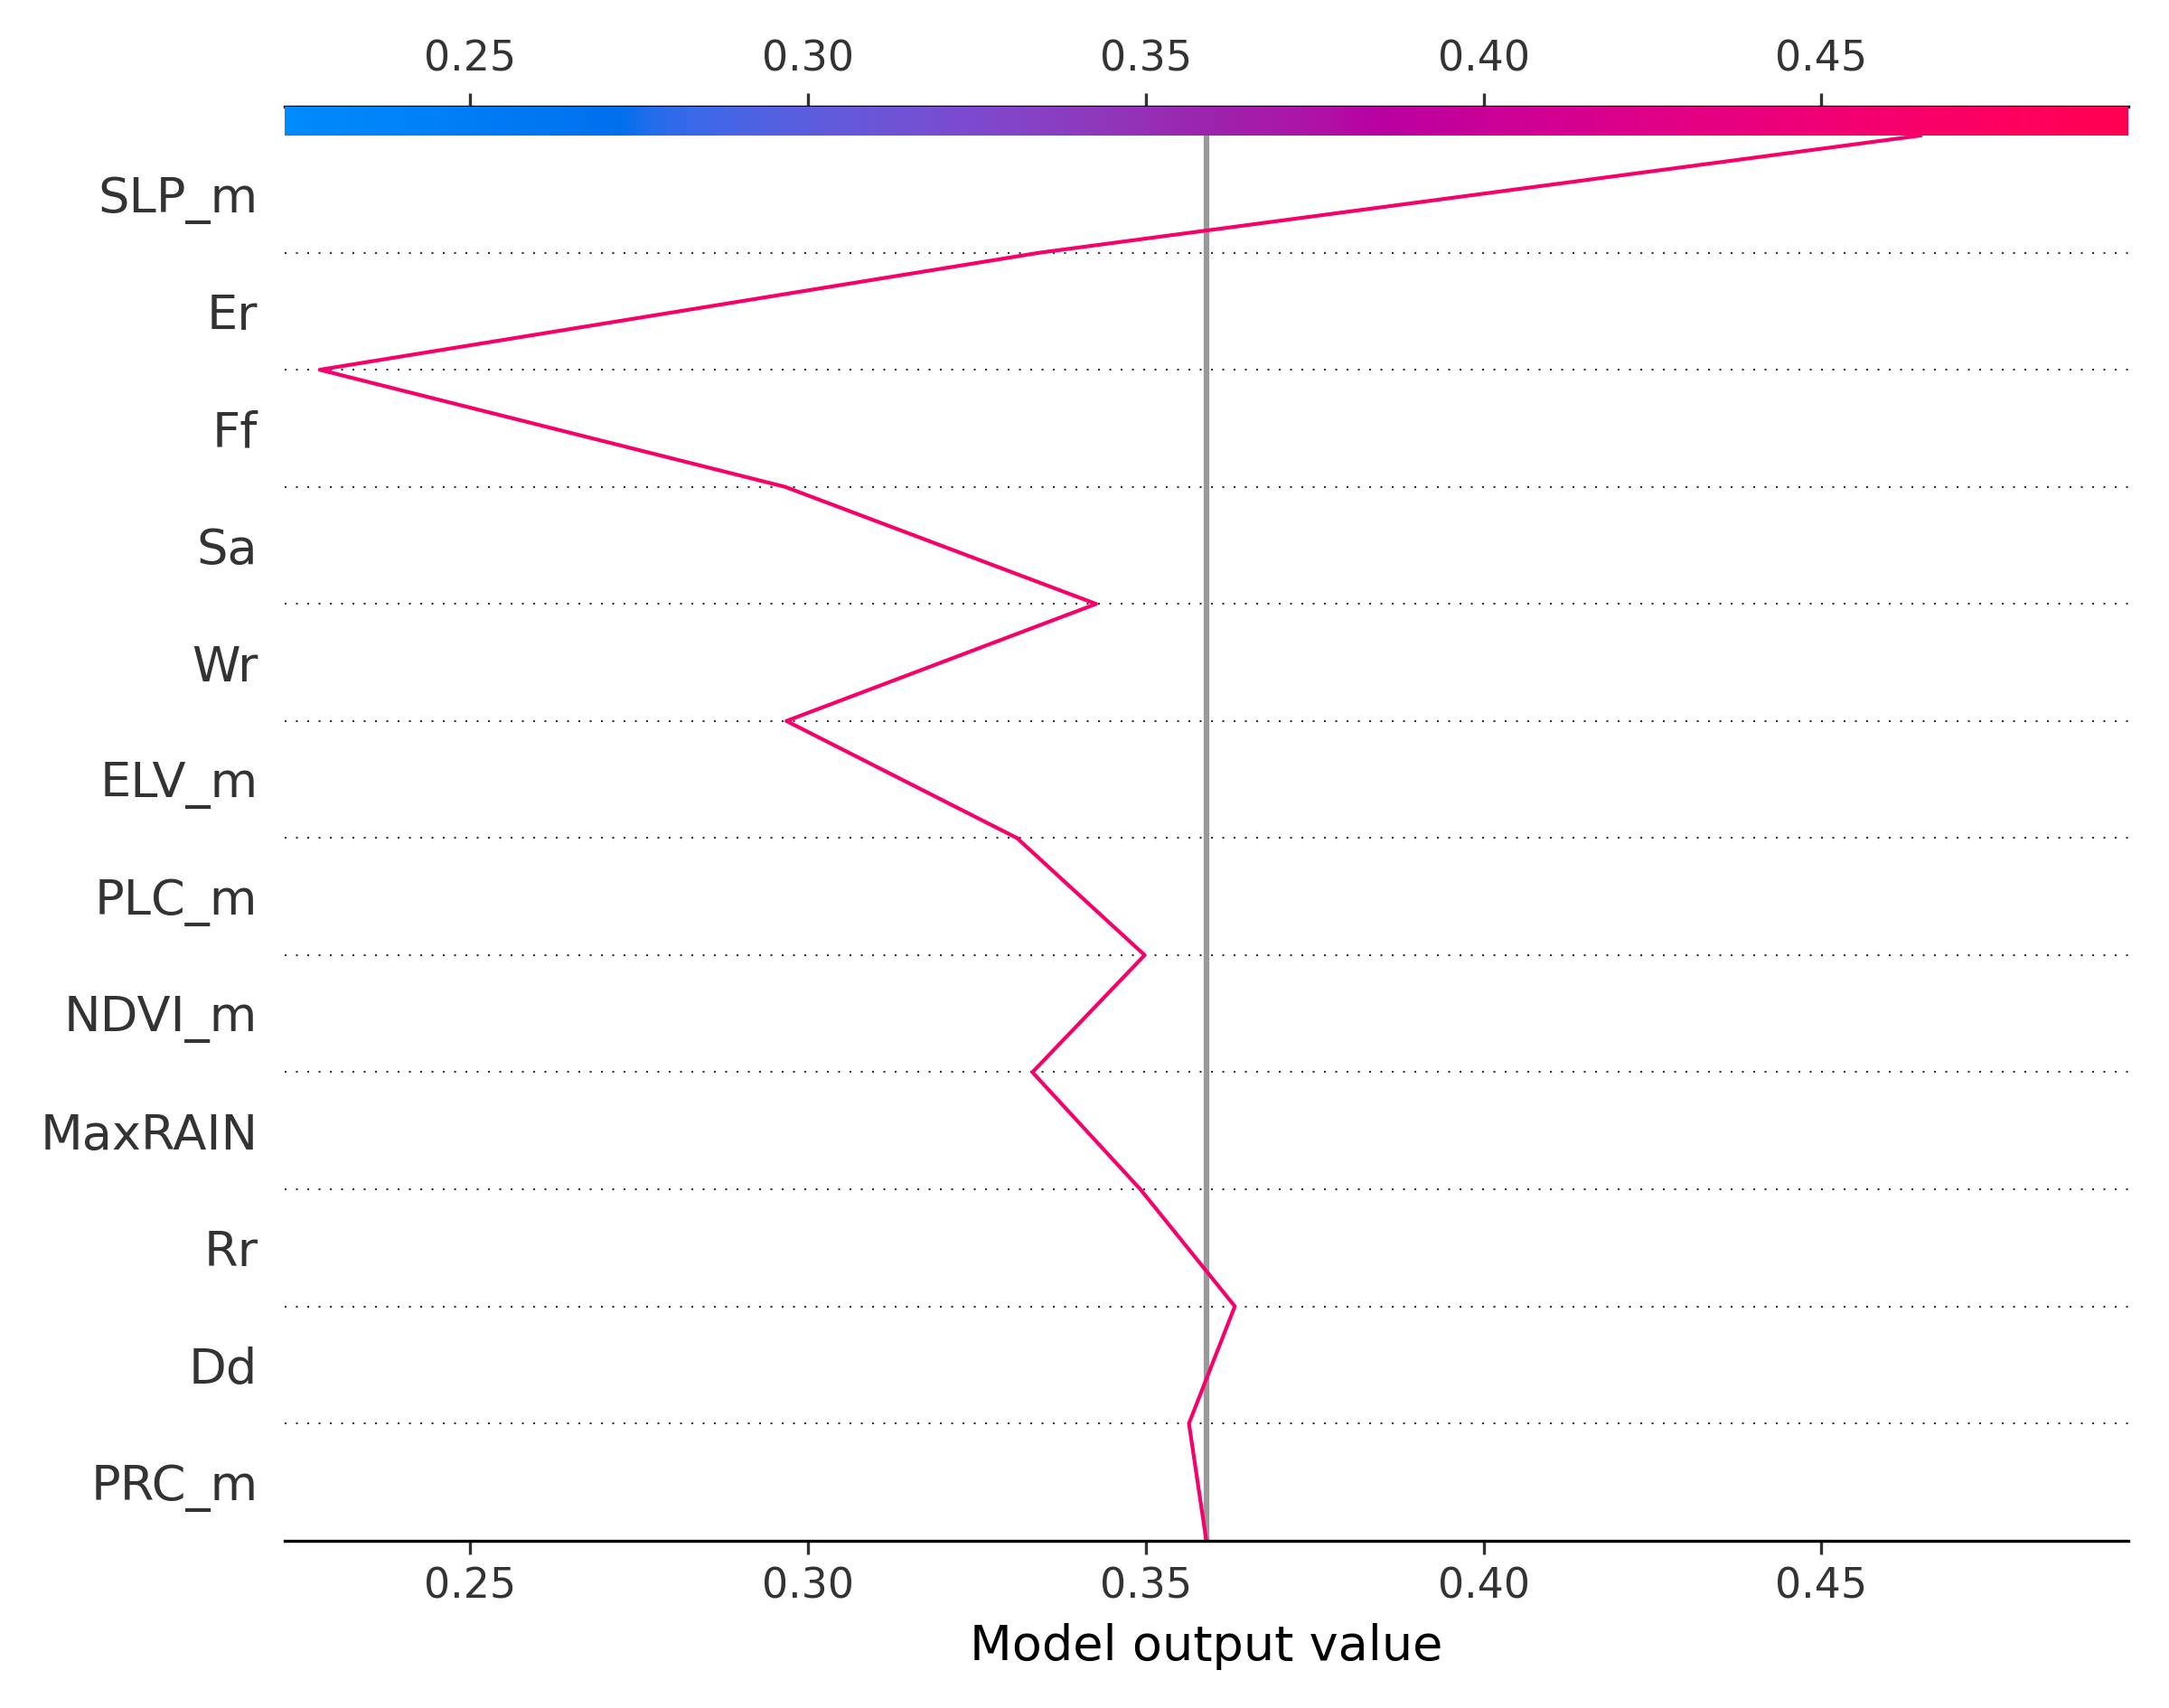 0.25 0.30 0.35 0.40 0.45
SLP_m
Er
Ff
Sa
Wr
ELV_m
PLC_m
NDVI_m
MaxRAIN
Rr
Dd
PRC_m
0.25 0.30 0.35 0.40 0.45
Model output value